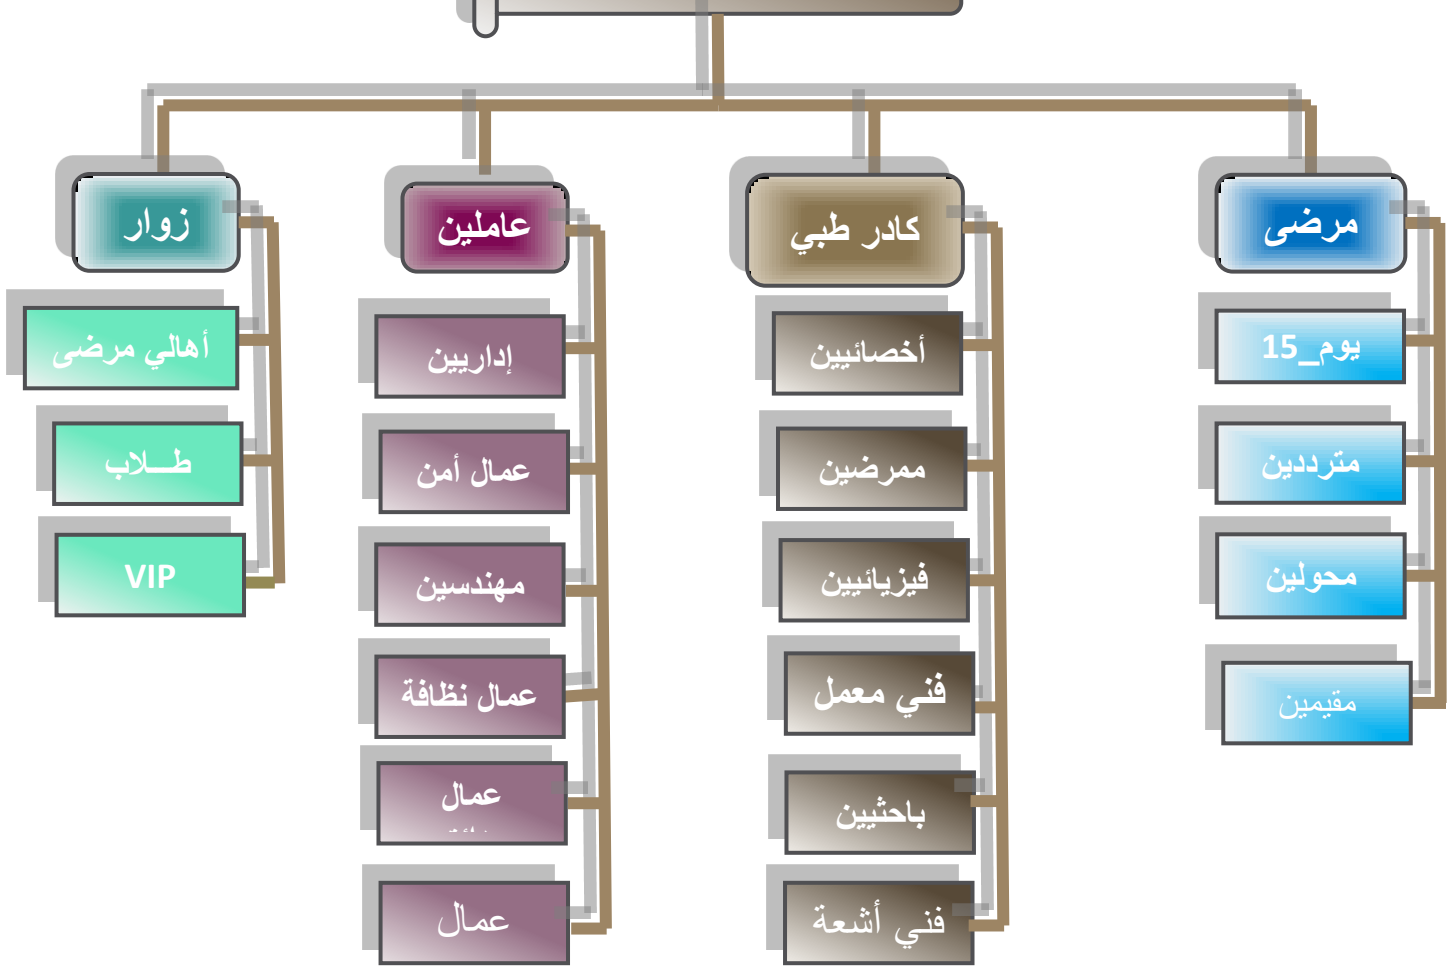 مرضى
كادر طبي
عاملين
زوار
يوم_15
مترددين
محولين
مقيمين
أخصائيين
ممرضين
فيزيائيين
فني معمل
باحثيين
فني أشعة
إداريين
عمال أمن
مهندسين
عمال نظافة
عمال
عمال
أهالي مرضى
طـــلاب
VIP